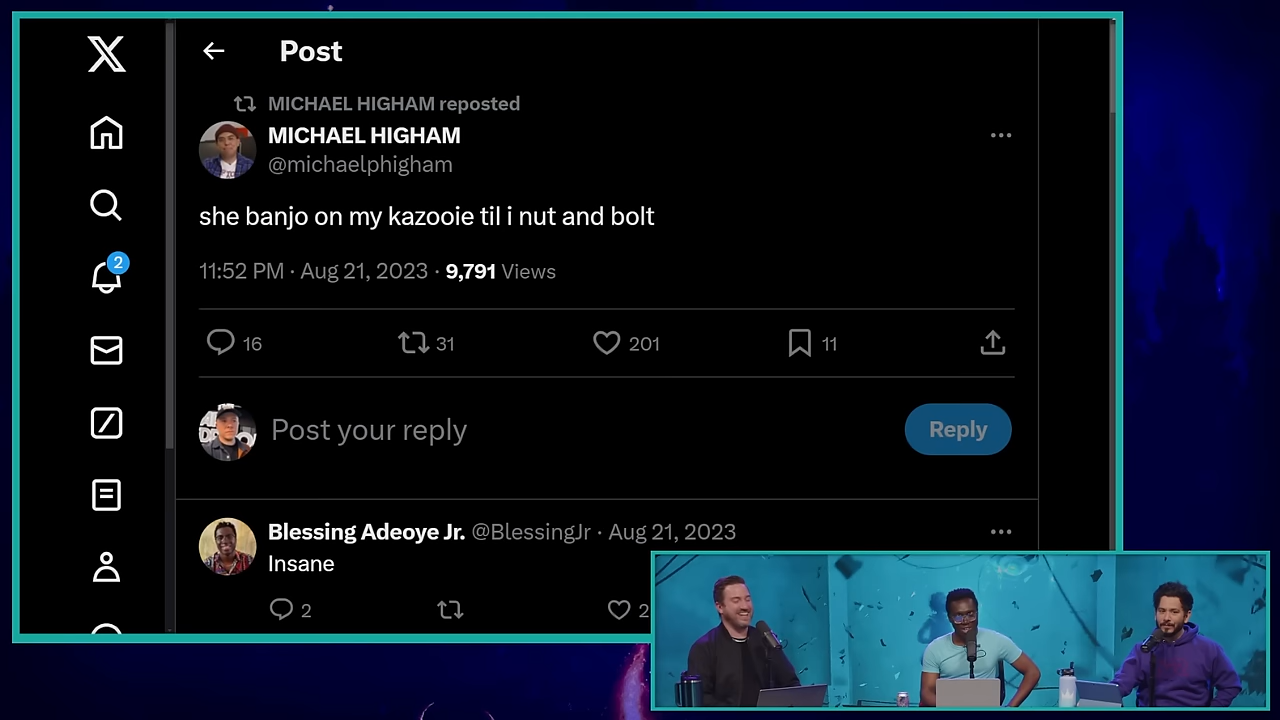 Post
MICHAEL HIGHAM reposted
MICHAEL HIGHAM
@michaelphigham
she banjo on my kazooie til i nut and bolt
11:52 PM · Aug 21, 2023 · 9,791 Views
16 31 201 11
Post your reply
Reply
Blessing Adeoye Jr. @BlessingJr · Aug 21, 2023
Insane
2 2
2